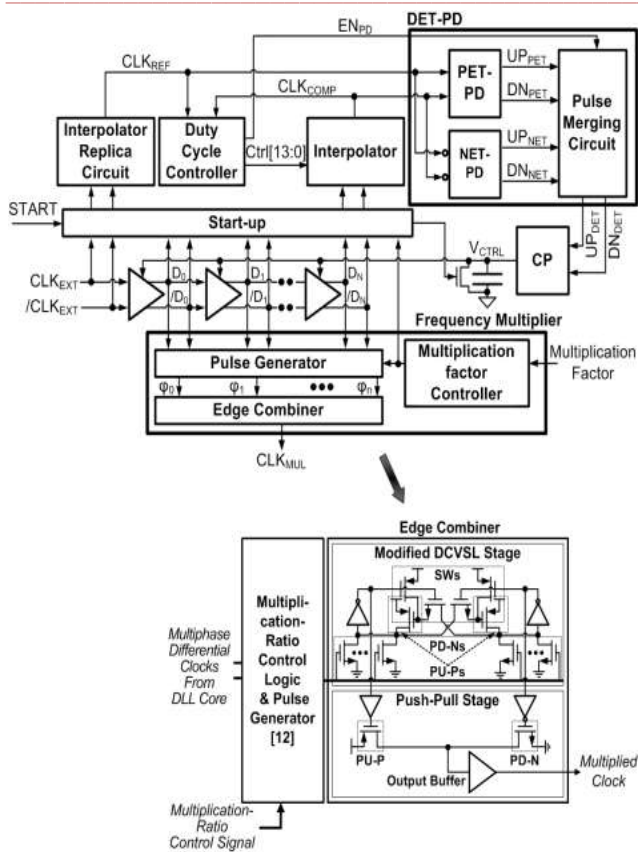 DET-PD
EN_PD
CLK_REF
CLK_COMP
PET-PD
UP_PET
DN_PET
NET-PD
UP_NET
DN_NET
Pulse Merging Circuit
Interpolator Replica Circuit
Duty Cycle Controller
Ctrl[13:0]
Interpolator
START
Start-up
UP_DET
DN_DET
V_CTRL
CP
CLK_EXT
/CLK_EXT
D_0
/D_0
D_1
/D_1
D_N
/D_N
Frequency Multiplier
Pulse Generator
Multiplication factor Controller
Multiplication Factor
φ_0
φ_1
φ_n
Edge Combiner
CLK_MUL
Edge Combiner
Modified DCVSL Stage
SWs
Multipli-cation-Ratio Control Logic & Pulse Generator [12]
Multiphase Differential Clocks From DLL Core
PD-Ns
PU-Ps
Push-Pull Stage
PU-P
PD-N
Output Buffer
Multiplied Clock
Multiplication-Ratio Control Signal